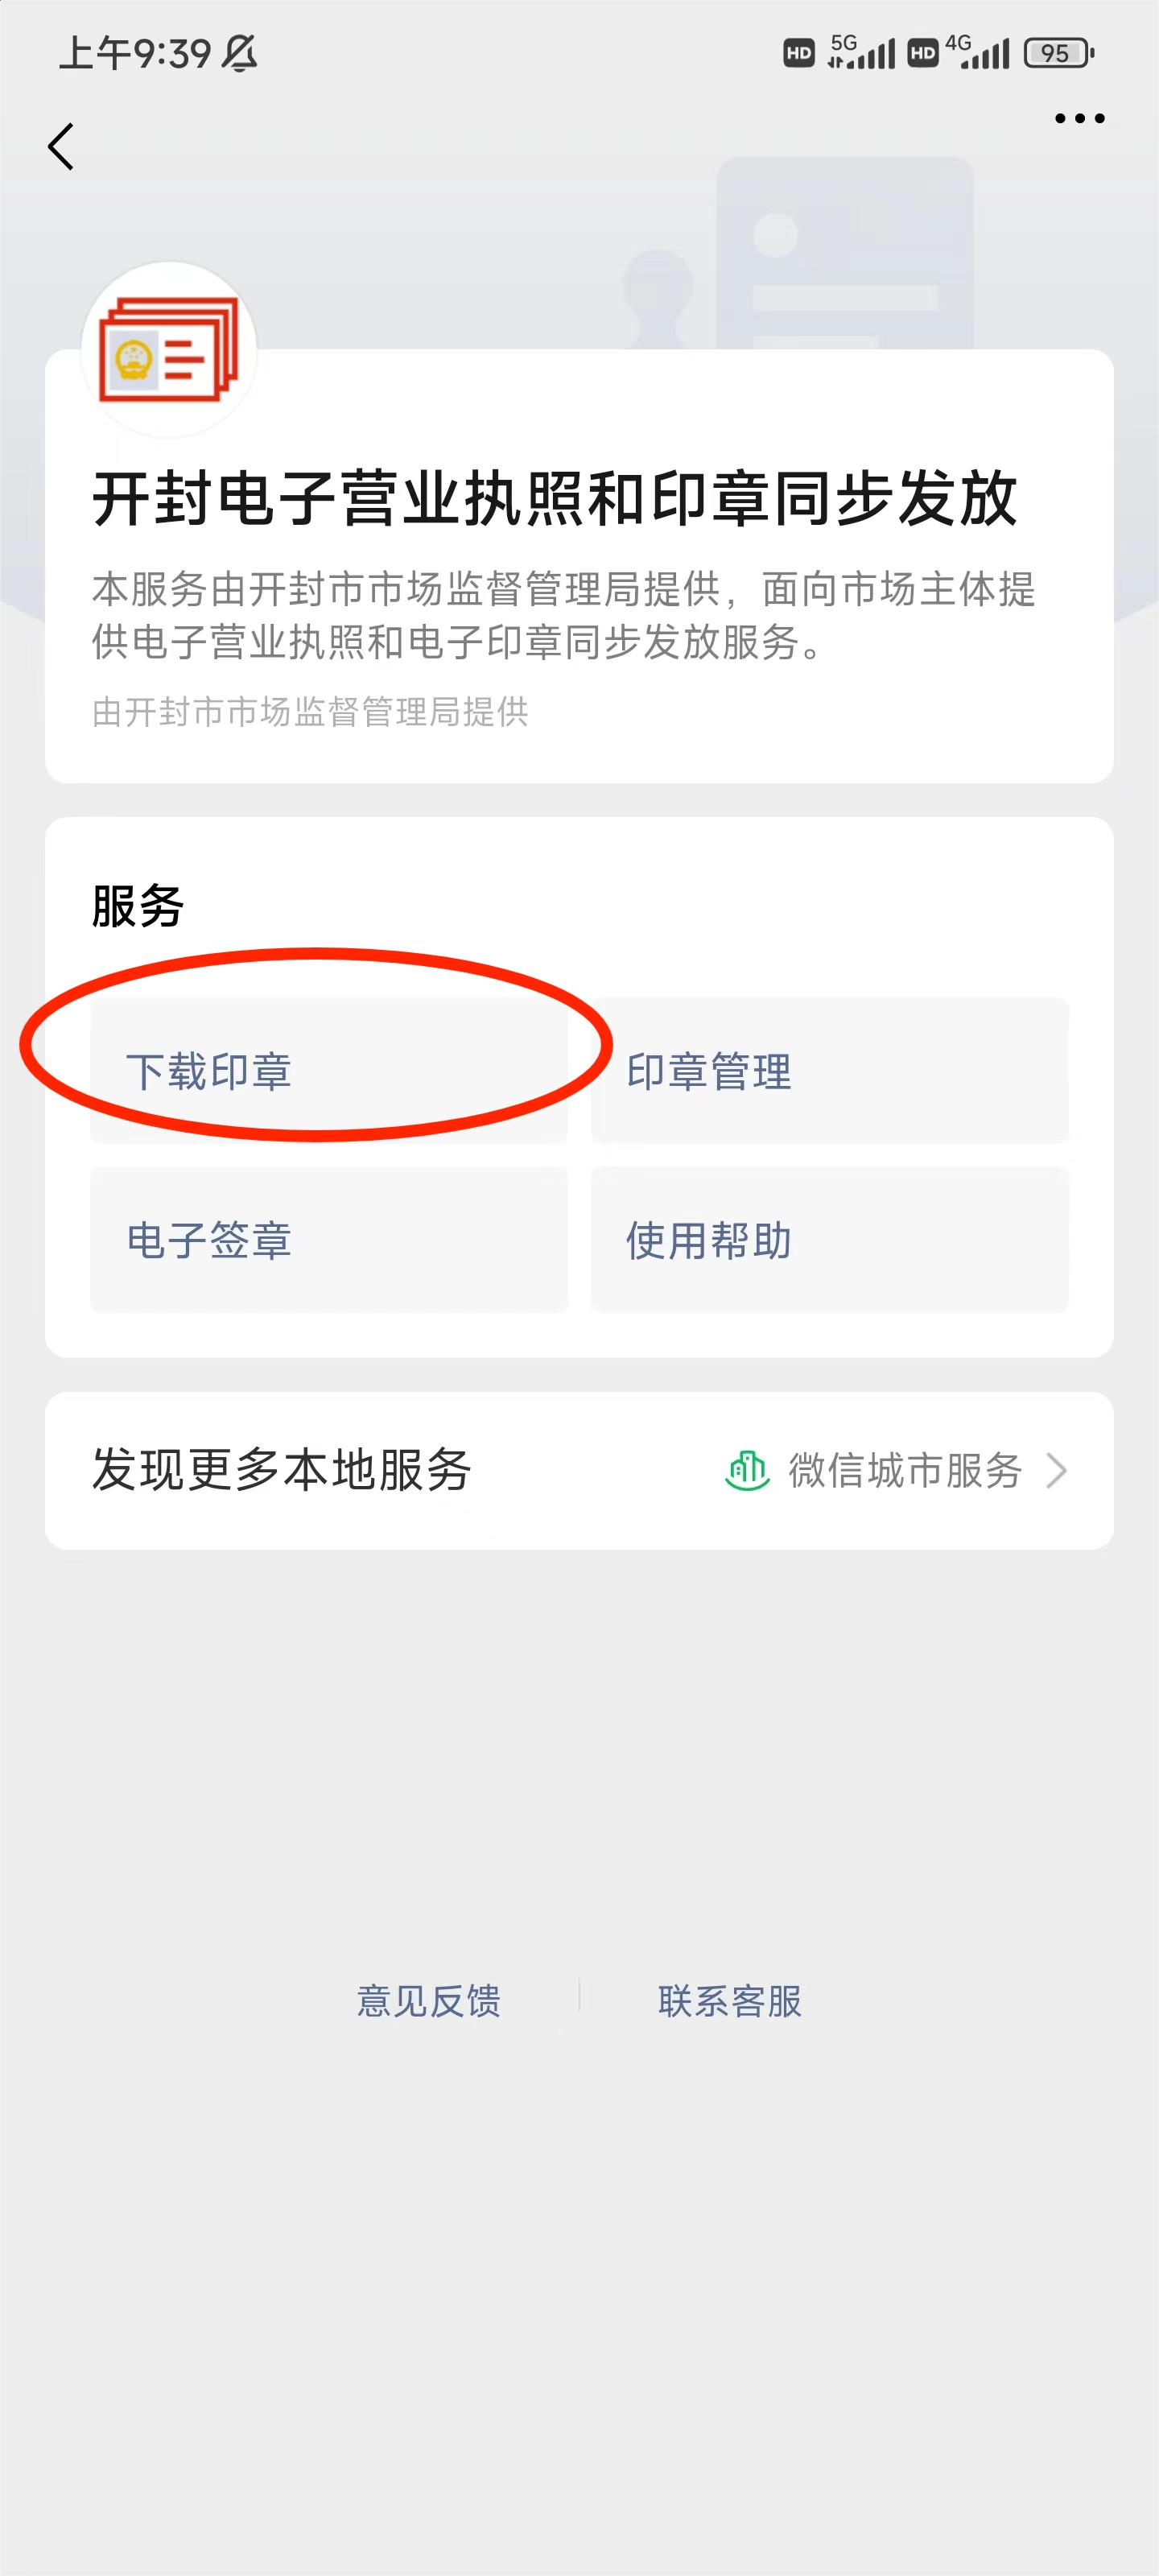 上午9:39
HD 5G HD 4G 95
开封电子营业执照和印章同步发放
本服务由开封市市场监督管理局提供，面向市场主体提
供电子营业执照和电子印章同步发放服务。
由开封市市场监督管理局提供
服务
下载印章 印章管理
电子签章 使用帮助
发现更多本地服务 微信城市服务
意见反馈 联系客服